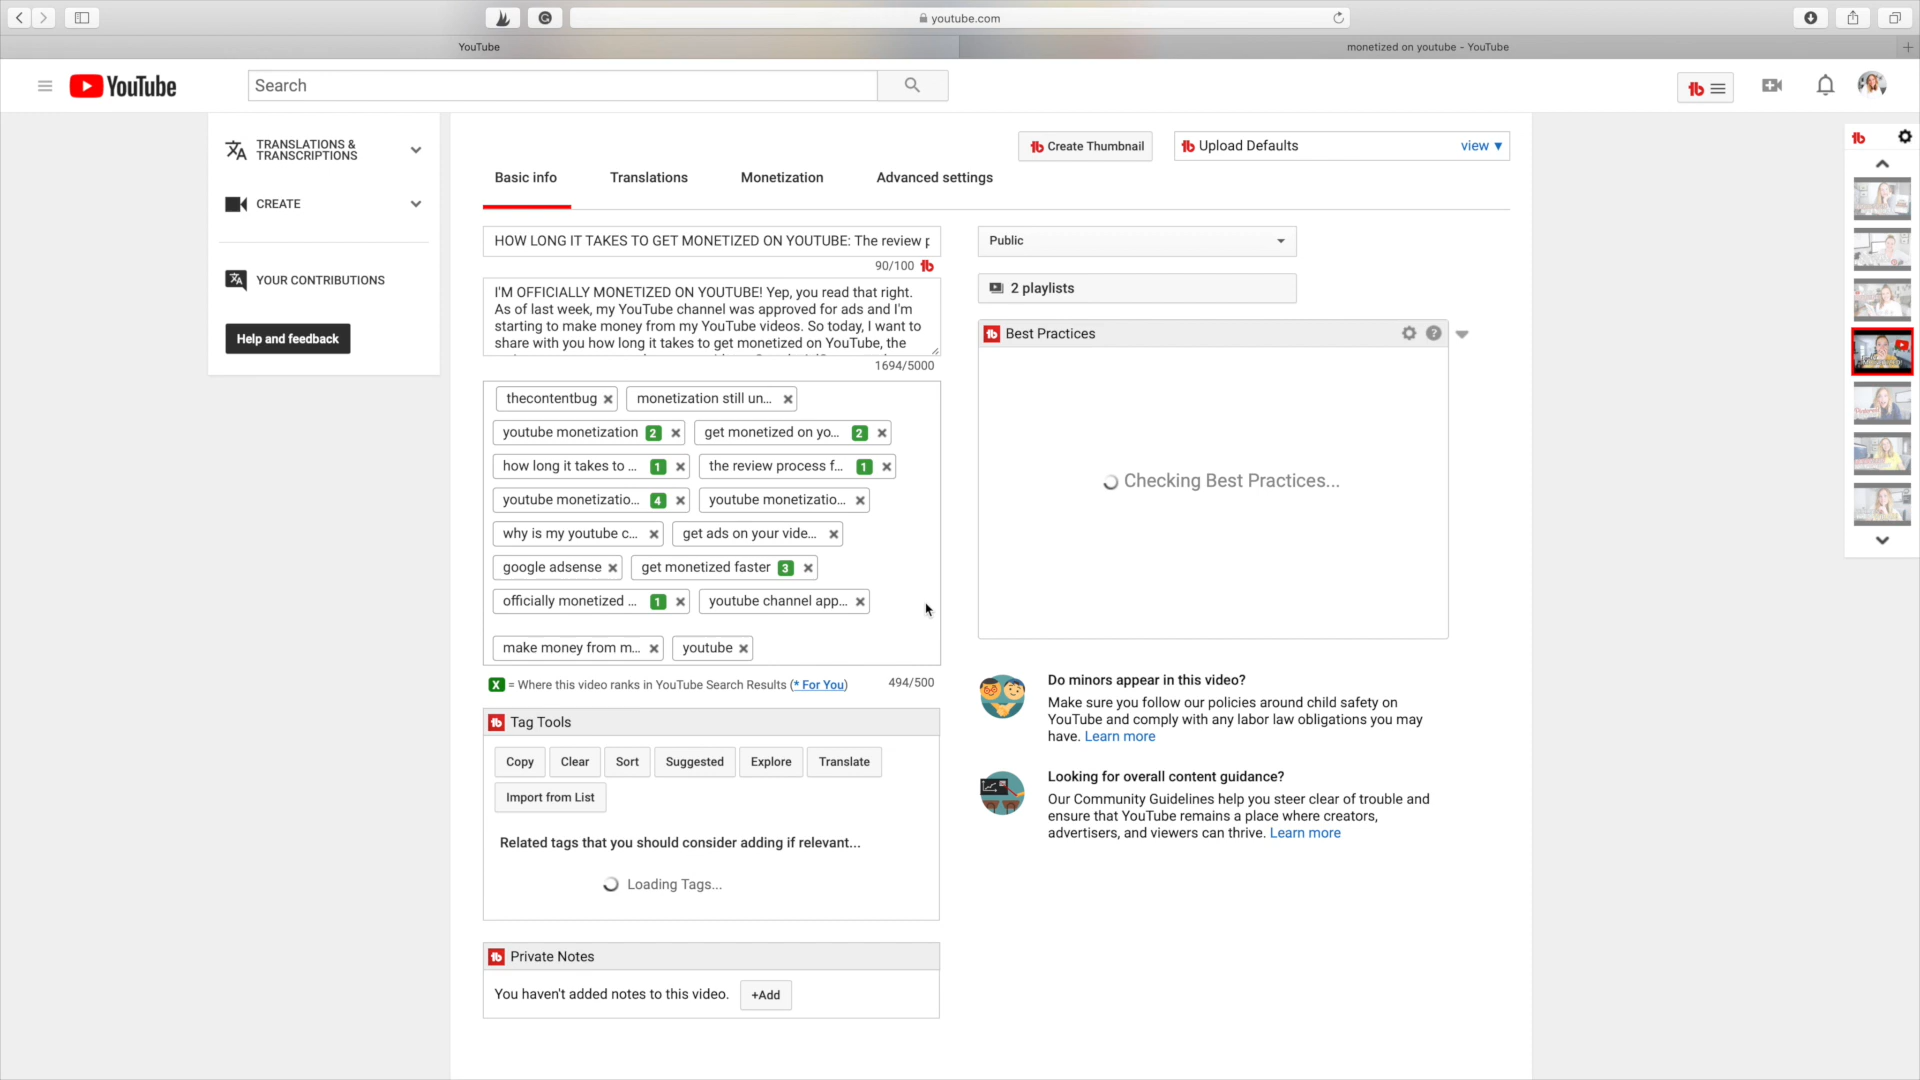 youtube.com
YouTube
monetized on youtube - YouTube
YouTube
Search
TRANSLATIONS &
TRANSCRIPTIONS
CREATE
YOUR CONTRIBUTIONS
Help and feedback
Create Thumbnail
Upload Defaults
view ▼
Basic info
Translations
Monetization
Advanced settings
HOW LONG IT TAKES TO GET MONETIZED ON YOUTUBE: The review p
90/100
Public
2 playlists
I'M OFFICIALLY MONETIZED ON YOUTUBE! Yep, you read that right.
As of last week, my YouTube channel was approved for ads and I'm
starting to make money from my YouTube videos. So today, I want to
share with you how long it takes to get monetized on YouTube, the
1694/5000
Best Practices
Checking Best Practices...
thecontentbug × monetization still un... ×
youtube monetization 2 × get monetized on yo... 2 ×
how long it takes to ... 1 × the review process f... 1 ×
youtube monetizatio... 4 × youtube monetizatio... ×
why is my youtube c... × get ads on your vide... ×
google adsense × get monetized faster 3 ×
officially monetized ... 1 × youtube channel app... ×
make money from m... × youtube ×
X = Where this video ranks in YouTube Search Results (* For You)
494/500
Tag Tools
Copy
Clear
Sort
Suggested
Explore
Translate
Import from List
Related tags that you should consider adding if relevant...
Loading Tags...
Private Notes
You haven't added notes to this video.
+Add
Do minors appear in this video?
Make sure you follow our policies around child safety on
YouTube and comply with any labor law obligations you may
have. Learn more
Looking for overall content guidance?
Our Community Guidelines help you steer clear of trouble and
ensure that YouTube remains a place where creators,
advertisers, and viewers can thrive. Learn more